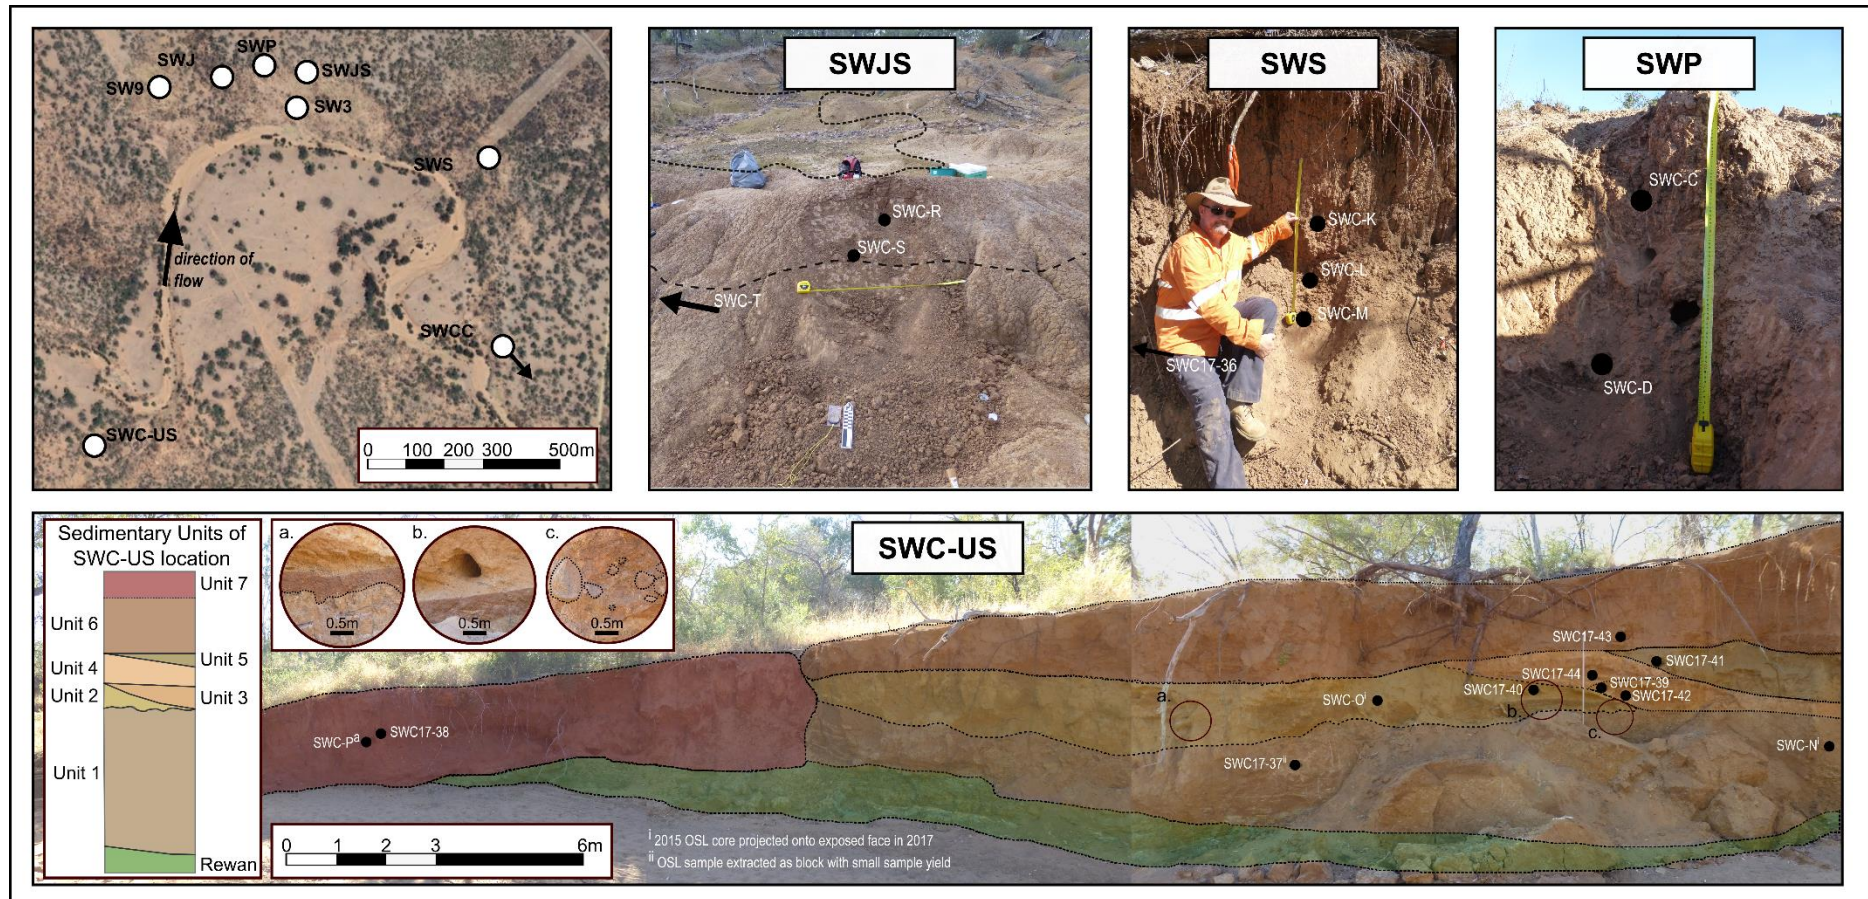 SWJ
SWP
SWJS
SW9
SW3
SWS
direction of
flow
SWCC
SWC-US
0 100 200 300 500m
SWJS
SWC-R
SWC-S
SWC-T
SWS
SWC-K
SWC-L
SWC-M
SWC17-36
SWP
SWC-C
SWC-D
Sedimentary Units of
SWC-US location
Unit 7
Unit 6
Unit 5
Unit 4
Unit 2
Unit 3
Unit 1
Rewan
a.
b.
c.
0.5m
0.5m
0.5m
SWC-US
SWC17-43
SWC17-41
SWC17-44
SWC17-39
SWC17-40
SWC17-42
a.
b.
c.
SWC-Oⁱ
SWC-Nⁱ
SWC17-37ⁱⁱ
SWC-Pᵃ
SWC17-38
0 1 2 3 6m
ⁱ 2015 OSL core projected onto exposed face in 2017
ⁱⁱ OSL sample extracted as block with small sample yield